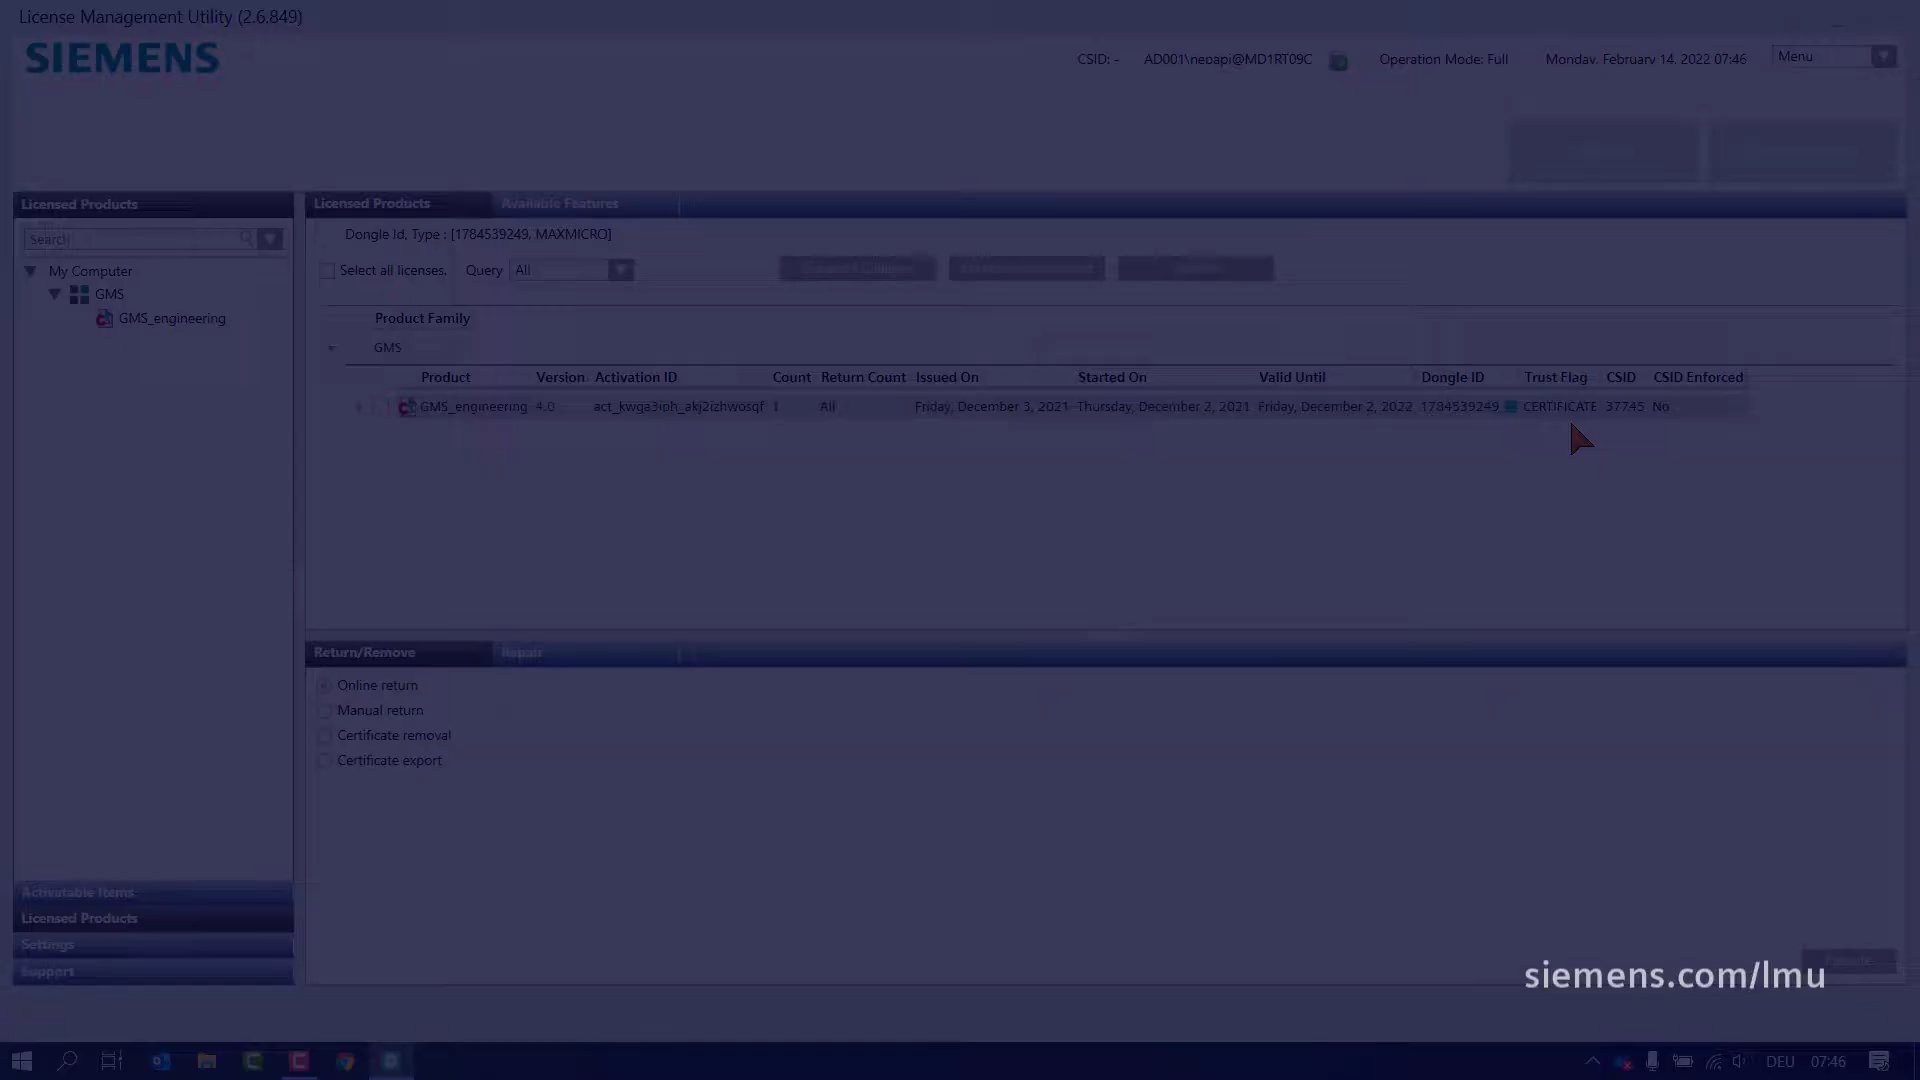 License Management Utility (2.6.849)
SIEMENS
CSID: -
AD001\nepapi@MD1RT09C
Operation Mode: Full
Monday, February 14, 2022 07:46
Menu
Licensed Products
Search
My Computer
GMS
GMS_engineering
Licensed Products
Available Features
Dongle Id, Type : [1784539249, MAXMICRO]
Select all licenses.
Query
All
Product Family
GMS
Product Version Activation ID Count Return Count Issued On Started On Valid Until Dongle ID Trust Flag CSID CSID Enforced
GMS_engineering 4.0 act_kwga3iph_akj2izhwosqf 1 All Friday, December 3, 2021 Thursday, December 2, 2021 Friday, December 2, 2022 1784539249 CERTIFICATE 37745 No
Return/Remove
Repair
Online return
Manual return
Certificate removal
Certificate export
Activatable Items
Licensed Products
Settings
Support
siemens.com/lmu
DEU
07:46